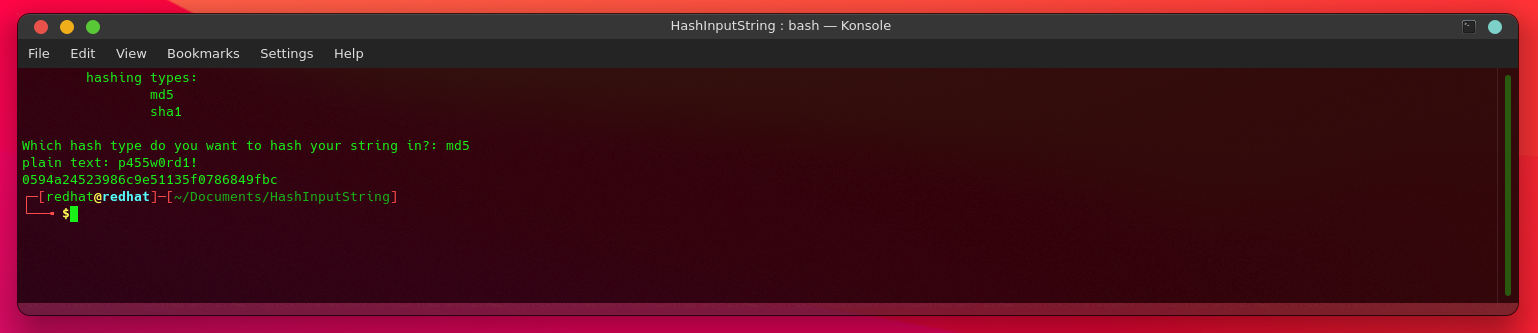 HashInputString : bash — Konsole
File Edit View Bookmarks Settings Help
hashing types:
md5
sha1
Which hash type do you want to hash your string in?: md5
plain text: p455w0rd1!
0594a24523986c9e51135f0786849fbc
┌─[redhat@redhat]─[~/Documents/HashInputString]
└──╼ $